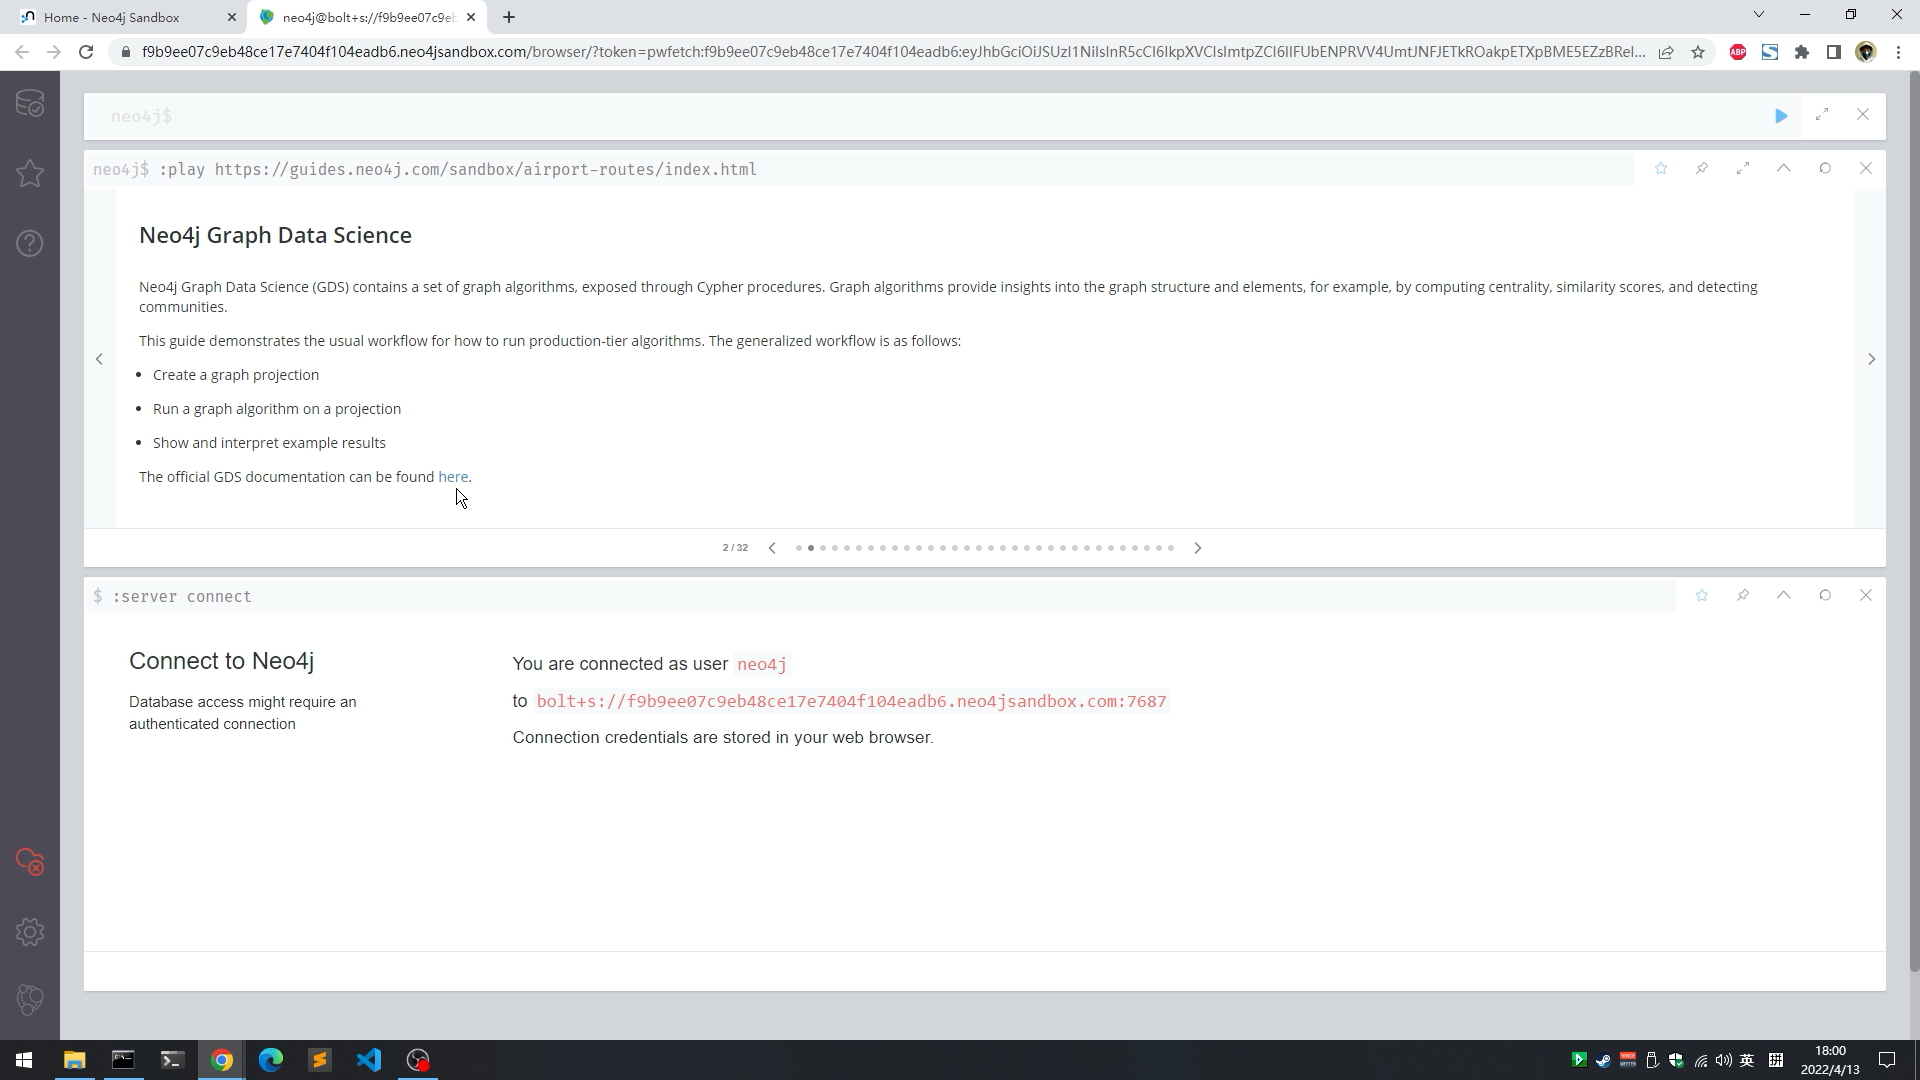 Home - Neo4j Sandbox
neo4j@bolt+s://f9b9ee07c9eb
f9b9ee07c9eb48ce17e7404f104eadb6.neo4jsandbox.com/browser/?token=pwfetch:f9b9ee07c9eb48ce17e7404f104eadb6:eyJhbGciOiJSUzI1NiIsInR5cCI6IkpXVCIsImtpZCI6IlFUbENPRVV4UmtJNFJETkROakpETXpBME5EZzBRel...
ABP
neo4j$
neo4j$ :play https://guides.neo4j.com/sandbox/airport-routes/index.html
Neo4j Graph Data Science
Neo4j Graph Data Science (GDS) contains a set of graph algorithms, exposed through Cypher procedures. Graph algorithms provide insights into the graph structure and elements, for example, by computing centrality, similarity scores, and detecting
communities.
This guide demonstrates the usual workflow for how to run production-tier algorithms. The generalized workflow is as follows:
• Create a graph projection
• Run a graph algorithm on a projection
• Show and interpret example results
The official GDS documentation can be found here.
2 / 32
$ :server connect
Connect to Neo4j
Database access might require an
authenticated connection
You are connected as user neo4j
to bolt+s://f9b9ee07c9eb48ce17e7404f104eadb6.neo4jsandbox.com:7687
Connection credentials are stored in your web browser.
英
拼
18:00
2022/4/13